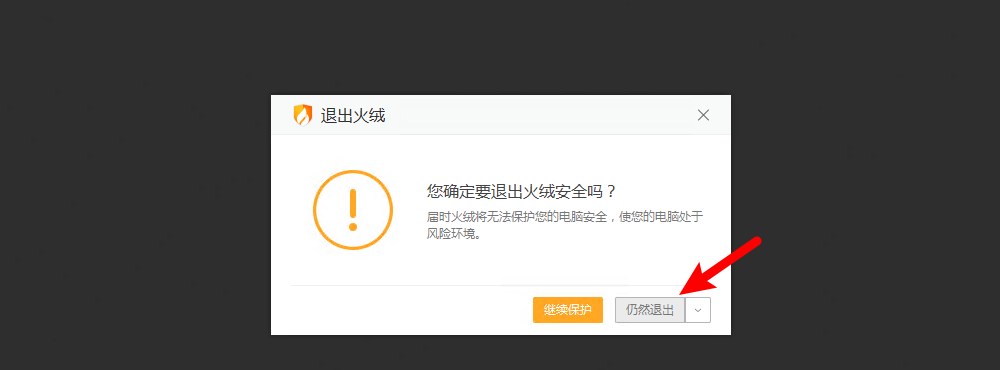 退出火绒
您确定要退出火绒安全吗？
届时火绒将无法保护您的电脑安全，使您的电脑处于
风险环境。
继续保护
仍然退出